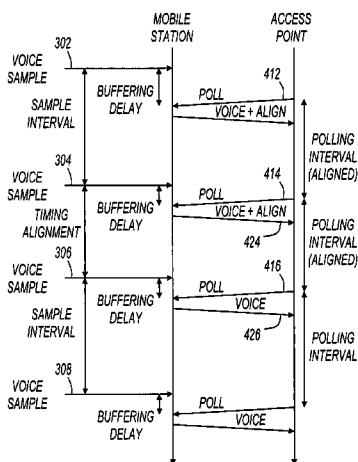 MOBILE
STATION
ACCESS
POINT
VOICE
SAMPLE
302
BUFFERING
DELAY
412
POLL
VOICE + ALIGN
SAMPLE
INTERVAL
POLLING
INTERVAL
(ALIGNED)
304
VOICE
SAMPLE
BUFFERING
DELAY
414
POLL
VOICE + ALIGN
424
TIMING
ALIGNMENT
POLLING
INTERVAL
(ALIGNED)
306
VOICE
SAMPLE
BUFFERING
DELAY
416
POLL
VOICE
426
SAMPLE
INTERVAL
POLLING
INTERVAL
308
VOICE
SAMPLE
BUFFERING
DELAY
POLL
VOICE